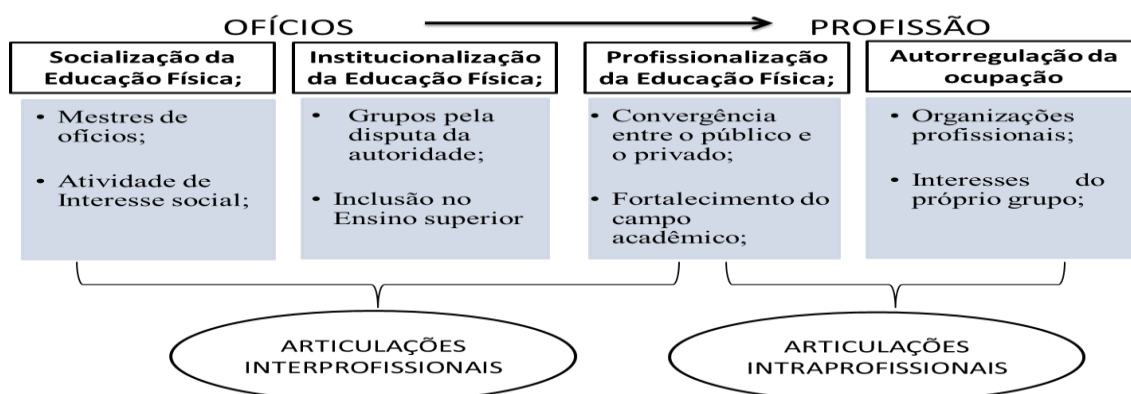 OFÍCIOS
PROFISSÃO
Socialização da
Educação Física;
• Mestres de
ofícios;
• Atividade de
Interesse social;
Institucionalização
da Educação Física;
• Grupos pela
disputa da
autoridade;
• Inclusão no
Ensino superior
Profissionalização
da Educação Física;
• Convergência
entre o público e
o privado;
• Fortalecimento do
campo
acadêmico;
Autorregulação da
ocupação
• Organizações
profissionais;
• Interesses do
próprio grupo;
ARTICULAÇÕES
INTERPROFISSIONAIS
ARTICULAÇÕES
INTRAPROFISSIONAIS